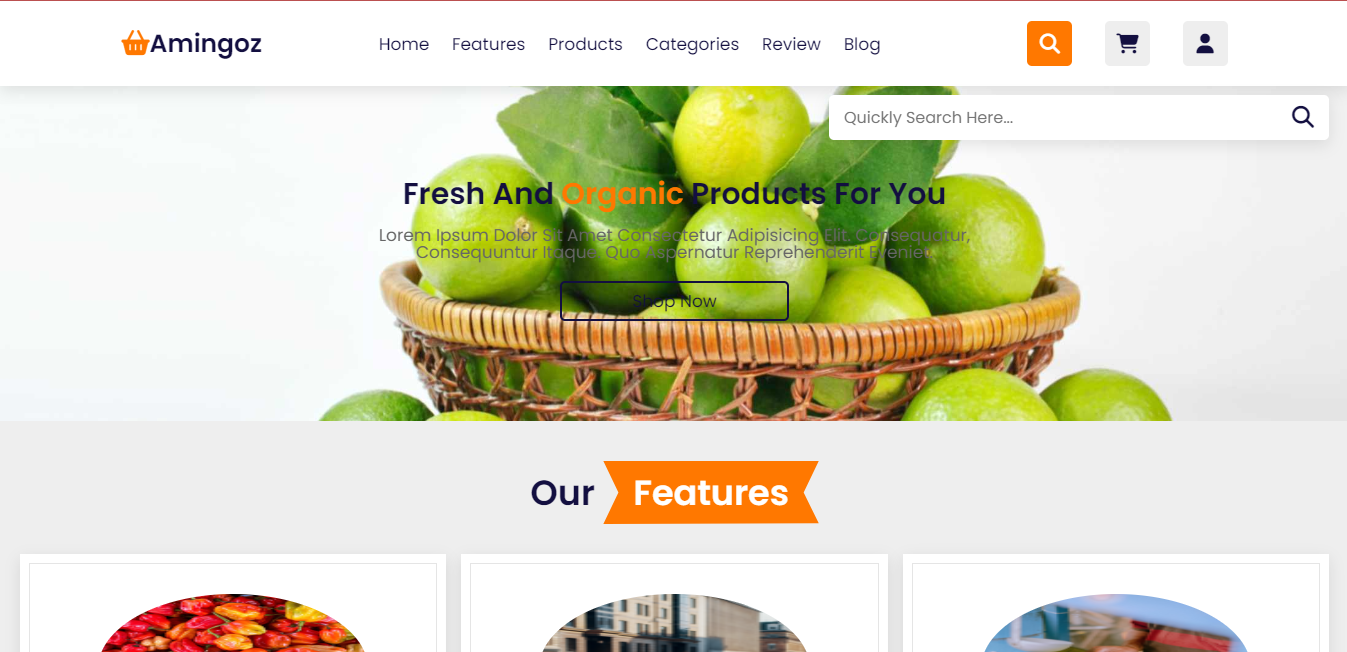 Amingoz
Home Features Products Categories Review Blog
Quickly Search Here...
Fresh And Organic Products For You
Lorem Ipsum Dolor Sit Amet Consectetur Adipisicing Elit. Consequatur,
Consequuntur Itaque, Quo Aspernatur Reprehenderit Eveniet.
Shop Now
Our Features